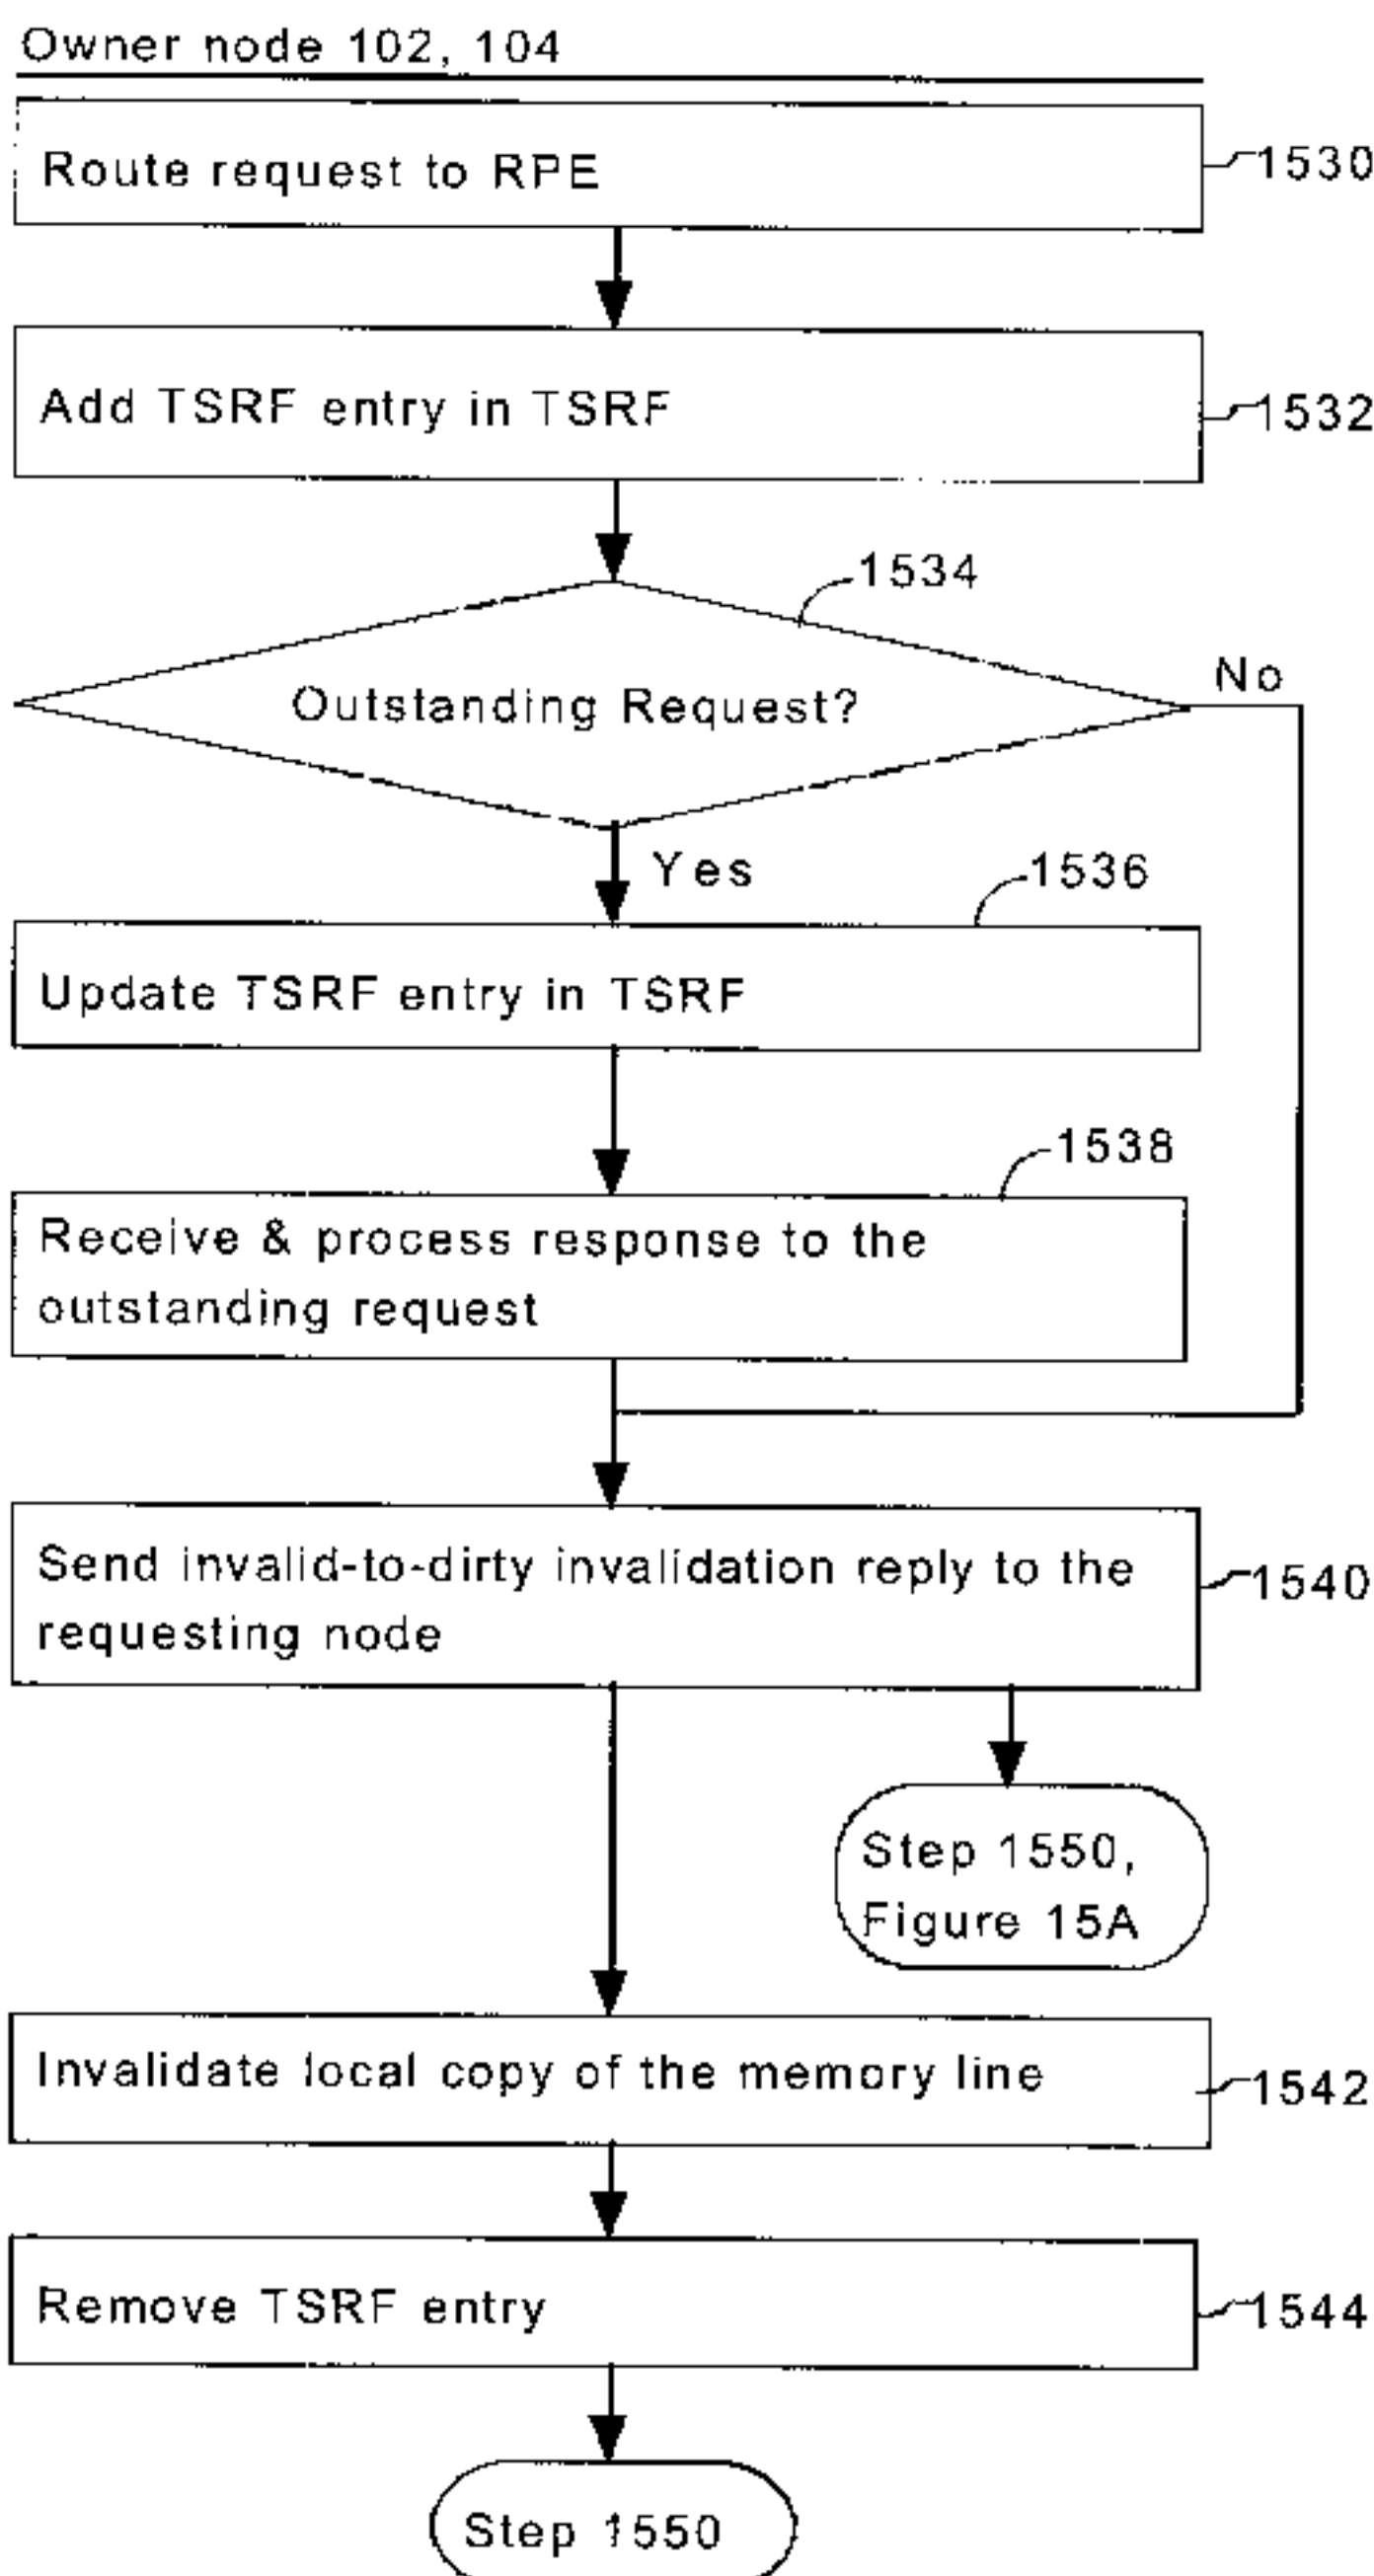 Owner node 102, 104
Route request to RPE
1530
Add TSRF entry in TSRF
1532
1534
Outstanding Request?
No
Yes
1536
Update TSRF entry in TSRF
1538
Receive & process response to the
outstanding request
Send invalid-to-dirty invalidation reply to the
requesting node
1540
Step 1550,
Figure 15A
Invalidate local copy of the memory line
1542
Remove TSRF entry
1544
Step 1550